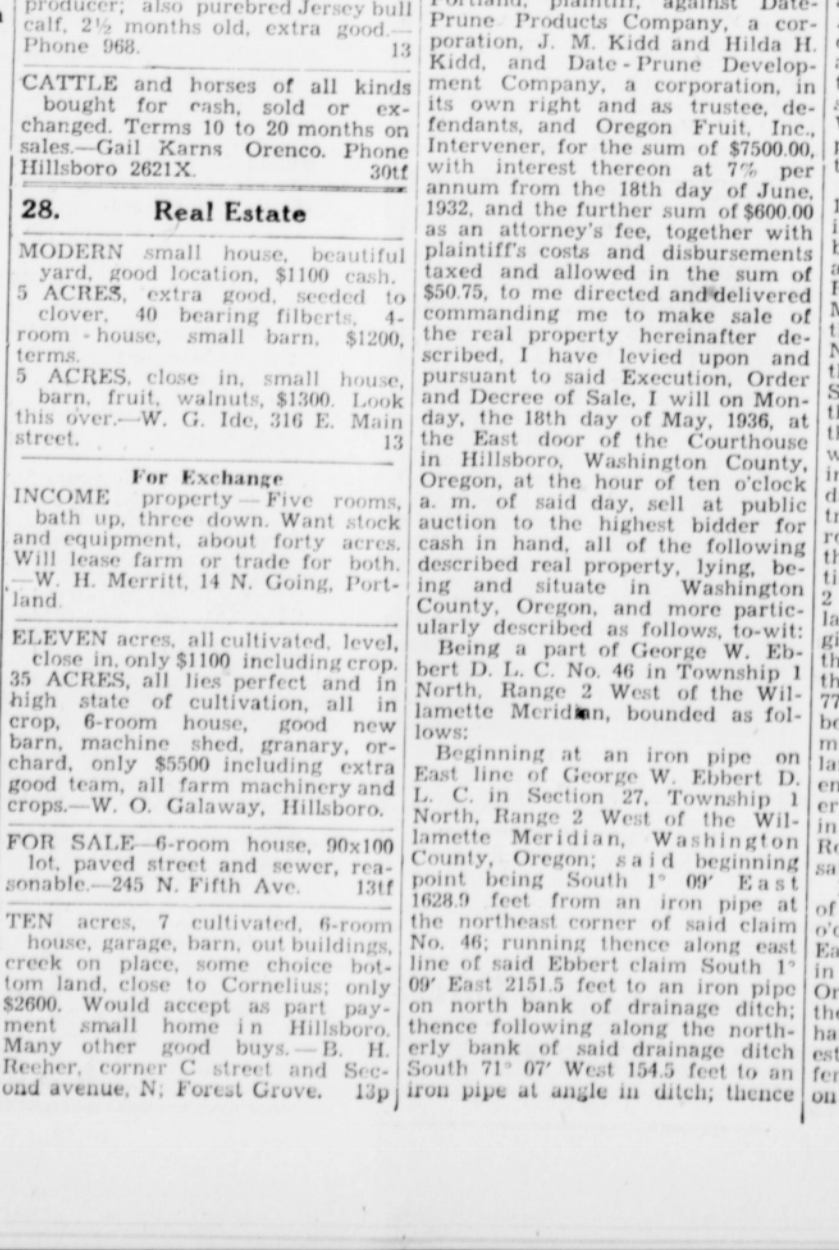 producer; also purebred Jersey bull
calf, 2½ months old, extra good.—
Phone 968. 13
CATTLE and horses of all kinds
bought for cash, sold or ex-
changed. Terms 10 to 20 months on
sales.—Gail Karns Orenco. Phone
Hillsboro 2621X. 30tf
28. Real Estate
MODERN small house, beautiful
yard, good location, $1100 cash.
5 ACRES, extra good, seeded to
clover, 40 bearing filberts, 4-
room - house, small barn, $1200,
terms.
5 ACRES, close in, small house,
barn, fruit, walnuts, $1300. Look
this over.—W. G. Ide, 316 E. Main
street. 13
For Exchange
INCOME property — Five rooms,
bath up, three down. Want stock
and equipment, about forty acres.
Will lease farm or trade for both.
—W. H. Merritt, 14 N. Going, Port-
land.
ELEVEN acres, all cultivated, level,
close in, only $1100 including crop.
35 ACRES, all lies perfect and in
high state of cultivation, all in
crop, 6-room house, good new
barn, machine shed, granary, or-
chard, only $5500 including extra
good team, all farm machinery and
crops.—W. O. Galaway, Hillsboro.
FOR SALE—6-room house, 90x100
lot, paved street and sewer, rea-
sonable.—245 N. Fifth Ave. 13tf
TEN acres, 7 cultivated, 6-room
house, garage, barn, out buildings,
creek on place, some choice bot-
tom land, close to Cornelius; only
$2600. Would accept as part pay-
ment small home in Hillsboro.
Many other good buys. — B. H.
Reeher, corner C street and Sec-
ond avenue, N; Forest Grove. 13p
Portland, plaintiff, against Date-
Prune Products Company, a cor-
poration, J. M. Kidd and Hilda H.
Kidd, and Date - Prune Develop-
ment Company, a corporation, in
its own right and as trustee, de-
fendants, and Oregon Fruit, Inc.,
Intervener, for the sum of $7500.00,
with interest thereon at 7% per
annum from the 18th day of June,
1932, and the further sum of $600.00
as an attorney's fee, together with
plaintiff's costs and disbursements
taxed and allowed in the sum of
$50.75, to me directed and delivered
commanding me to make sale of
the real property hereinafter de-
scribed, I have levied upon and
pursuant to said Execution, Order
and Decree of Sale, I will on Mon-
day, the 18th day of May, 1936, at
the East door of the Courthouse
in Hillsboro, Washington County,
Oregon, at the hour of ten o'clock
a. m. of said day, sell at public
auction to the highest bidder for
cash in hand, all of the following
described real property, lying, be-
ing and situate in Washington
County, Oregon, and more partic-
ularly described as follows, to-wit:
Being a part of George W. Eb-
bert D. L. C. No. 46 in Township 1
North, Range 2 West of the Wil-
lamette Meridian, bounded as fol-
lows:
Beginning at an iron pipe on
East line of George W. Ebbert D.
L. C. in Section 27, Township 1
North, Range 2 West of the Wil-
lamette Meridian, Washington
County, Oregon; said beginning
point being South 1° 09′ East
1628.9 feet from an iron pipe at
the northeast corner of said claim
No. 46; running thence along east
line of said Ebbert claim South 1°
09′ East 2151.5 feet to an iron pipe
on north bank of drainage ditch;
thence following along the north-
erly bank of said drainage ditch
South 71° 07′ West 154.5 feet to an
iron pipe at angle in ditch; thence